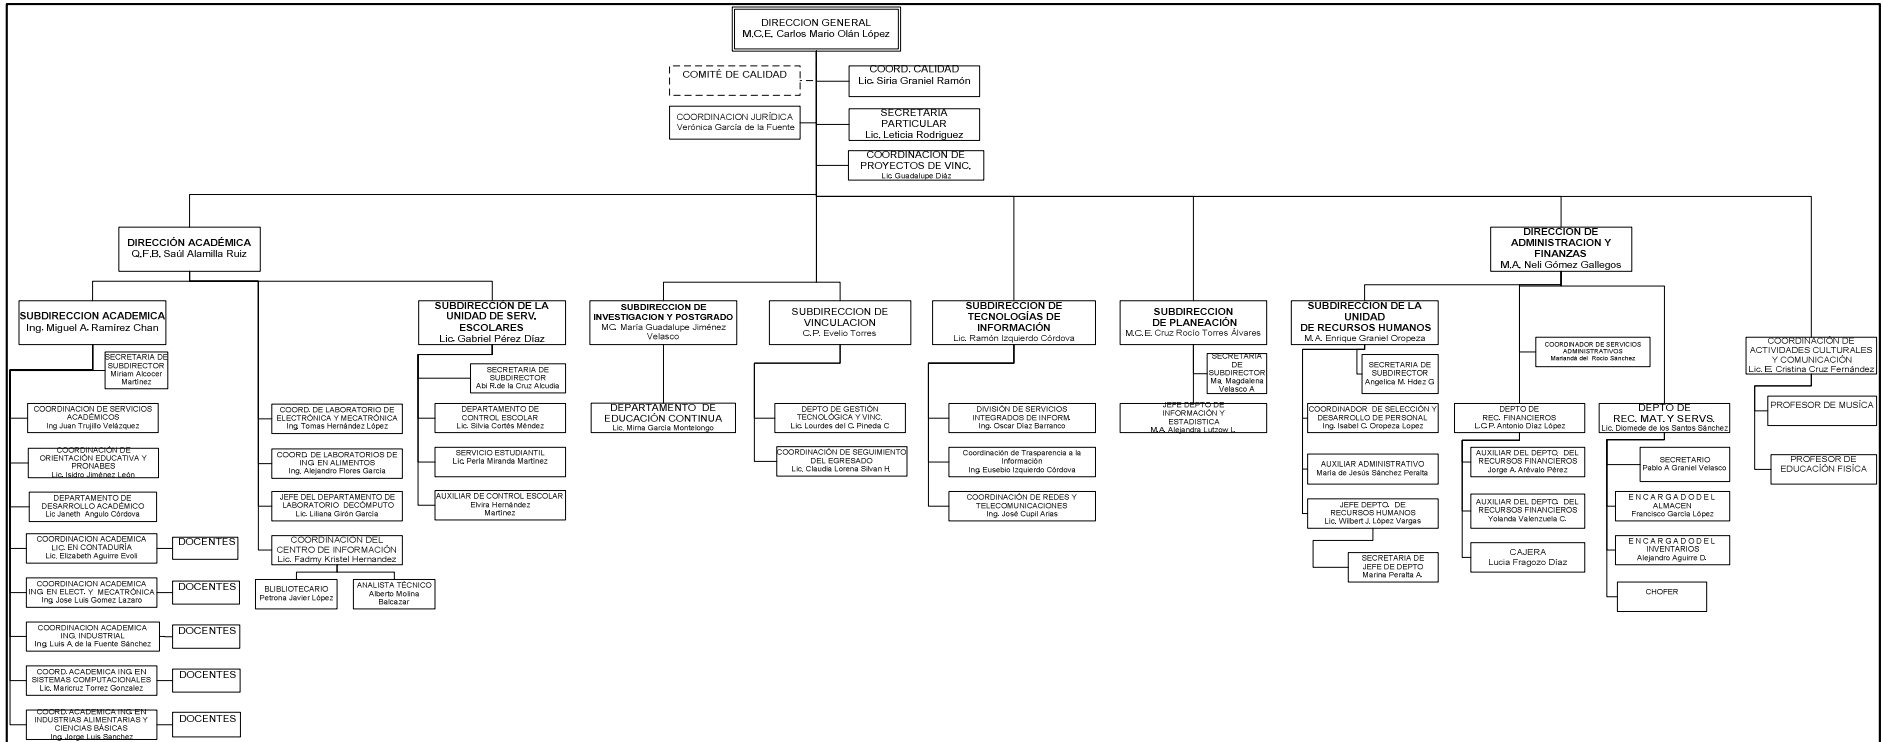 DIRECCION GENERAL
M.C.E. Carlos Mario Olán López
COMITÉ DE CALIDAD
COORD. CALIDAD
Lic. Siria Graniel Ramón
COORDINACION JURÍDICA
Verónica García de la Fuente
SECRETARIA
PARTICULAR
Lic. Leticia Rodriguez
COORDINACION DE
PROYECTOS DE VINC.
Lic Guadalupe Diáz
DIRECCIÓN ACADÉMICA
Q.F.B. Saúl Alamilla Ruiz
DIRECCION DE
ADMINISTRACION Y
FINANZAS
M.A. Neli Gómez Gallegos
SUBDIRECCION ACADEMICA
Ing. Miguel A. Ramírez Chan
SECRETARIA DE
SUBDIRECTOR
Miriam Alcocer
Martínez
COORDINACION DE SERVICIOS
ACADÉMICOS
Ing Juan Trujillo Velázquez
COORDINACIÓN DE
ORIENTACIÓN EDUCATIVA Y
PRONABES
Lic. Isidro Jiménez León
DEPARTAMENTO DE
DESARROLLO ACADÉMICO
Lic Janeth Angulo Córdova
COORDINACION ACADEMICA
LIC. EN CONTADURÍA
Lic. Elizabeth Aguirre Evoli
DOCENTES
COORDINACION ACADEMICA
ING. EN ELECT. Y MECATRÓNICA
Ing. Jose Luis Gomez Lazaro
DOCENTES
COORDINACION ACADEMICA
ING. INDUSTRIAL
Ing. Luis A. de la Fuente Sánchez
DOCENTES
COORD. ACADEMICA ING. EN
SISTEMAS COMPUTACIONALES
Lic. Maricruz Torrez Gonzalez
DOCENTES
COORD. ACADEMICA ING. EN
INDUSTRIAS ALIMENTARIAS Y
CIENCIAS BÁSICAS
Ing. Jorge Luis Sanchez
DOCENTES
COORD. DE LABORATORIO DE
ELECTRÓNICA Y MECATRÓNICA
Ing. Tomas Hernández López
COORD. DE LABORATORIOS DE
ING. EN ALIMENTOS
Ing. Alejandro Flores García
JEFE DEL DEPARTAMENTO DE
LABORATORIO DECÓMPUTO
Lic. Liliana Girón García
COORDINACIÓN DEL
CENTRO DE INFORMACIÓN
Lic. Fadmy Kristel Hernandez
BLIBLIOTECARIO
Petrona Javier López
ANALISTA TÉCNICO
Alberto Molina
Balcazar
SUBDIRECCIÓN DE LA
UNIDAD DE SERV.
ESCOLARES
Lic. Gabriel Pérez Díaz
SECRETARIA DE
SUBDIRECTOR
Abi R.de la Cruz Alcudia
DEPARTAMENTO DE
CONTROL ESCOLAR
Lic. Silvia Cortés Méndez
SERVICIO ESTUDIANTIL
Lic. Perla Miranda Martínez
AUXILIAR DE CONTROL ESCOLAR
Elvira Hernández
Martínez
SUBDIRECCION DE
INVESTIGACION Y POSTGRADO
MC. María Guadalupe Jiménez
Velasco
DEPARTAMENTO DE
EDUCACIÓN CONTINUA
Lic. Mirna García Montelongo
SUBDIRECCION DE
VINCULACION
C.P. Evelio Torres
DEPTO DE GESTIÓN
TECNOLÓGICA Y VINC.
Lic. Lourdes del C. Pineda C
COORDINACIÓN DE SEGUIMIENTO
DEL EGRESADO
Lic. Claudia Lorena Silvan H.
SUBDIRECCION DE
TECNOLOGÍAS DE
INFORMACIÓN
Lic. Ramón Izquierdo Córdova
DIVISIÓN DE SERVICIOS
INTEGRADOS DE INFORM.
Ing. Oscar Díaz Barranco
Coordinación de Trasparencia a la
Información
Ing. Eusebio Izquierdo Córdova
COORDINACIÓN DE REDES Y
TELECOMUNICACIONES
Ing. José Cupil Arias
SUBDIRECCION
DE PLANEACIÓN
M.C.E. Cruz Rocío Torres Álvares
SECRETARIA
DE
SUBDIRECTOR
Ma. Magdalena
Velasco A
JEFE DEPTO DE
INFORMACIÓN Y
ESTADISTICA
M.A. Alejandra Lutzow L.
SUBDIRECCIÓN DE LA
UNIDAD
DE RECURSOS HUMANOS
M.A. Enrique Graniel Oropeza
SECRETARIA DE
SUBDIRECTOR
Angelica M. Hdez G
COORDINADOR DE SELECCIÓN Y
DESARROLLO DE PERSONAL
Ing. Isabel C. Oropeza Lopez
AUXILIAR ADMINISTRATIVO
María de Jesús Sánchez Peralta
JEFE DEPTO. DE
RECURSOS HUMANOS
Lic. Wilbert J. López Vargas
SECRETARIA DE
JEFE DE DEPTO
Marina Peralta A.
COORDINADOR DE SERVICIOS
ADMINISTRATIVOS
Marianda del Rocío Sánchez
DEPTO DE
REC. FINANCIEROS
L.C.P. Antonio Díaz López
AUXILIAR DEL DEPTO. DEL
RECURSOS FINANCIEROS
Jorge A. Arévalo Pérez
AUXILIAR DEL DEPTO. DEL
RECURSOS FINANCIEROS
Yolanda Valenzuela C.
CAJERA
Lucia Fragozo Díaz
DEPTO DE
REC. MAT. Y SERVS.
Lic. Diomede de los Santos Sánchez
SECRETARIO
Pablo A Graniel Velasco
ENCARGADO DEL
ALMACEN
Francisco García López
ENCARGADO DEL
INVENTARIOS
Alejandro Aguirre D.
CHOFER
COORDINACIÓN DE
ACTIVIDADES CULTURALES
Y COMUNICACIÓN
Lic. E. Cristina Cruz Fernández
PROFESOR DE MUSÍCA
PROFESOR DE
EDUCACIÓN FISÍCA